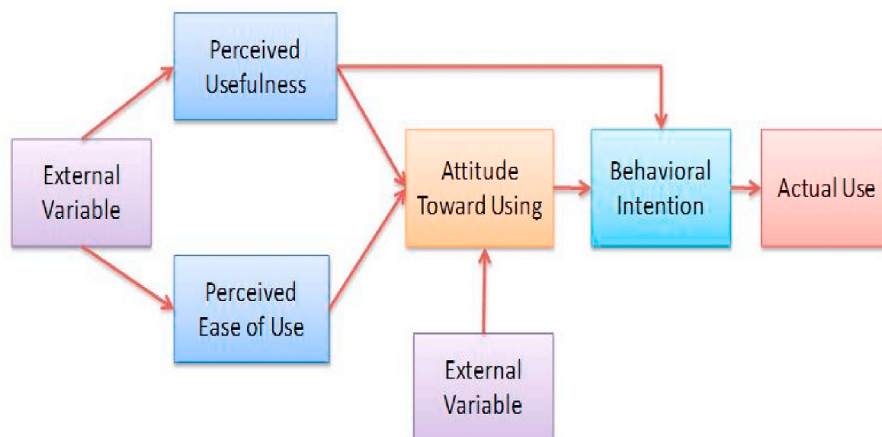 Perceived
Usefulness
External
Variable
Attitude
Toward Using
Behavioral
Intention
Actual Use
Perceived
Ease of Use
External
Variable